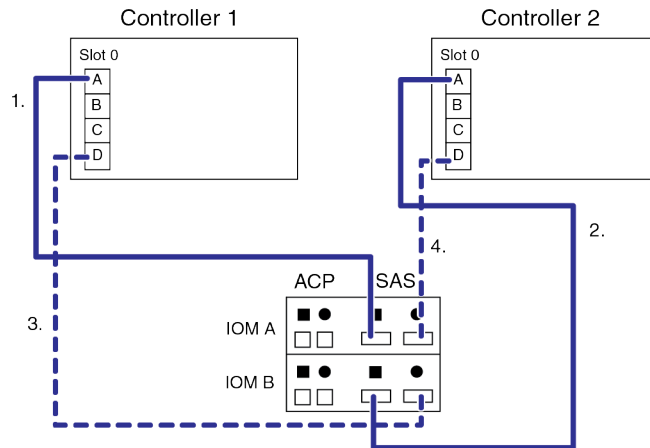 Controller 1
Controller 2
Slot 0
Slot 0
A
A
1.
B
B
C
C
D
D
2.
4.
ACP
SAS
3.
IOM A
IOM B